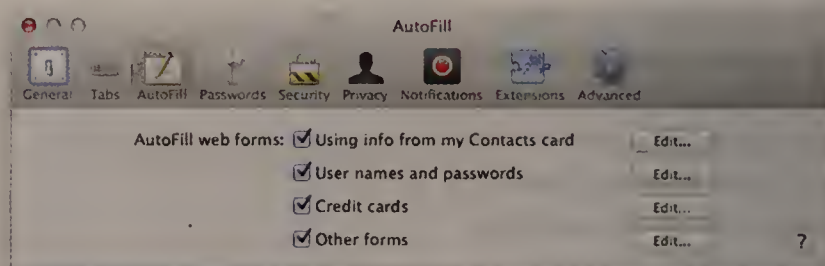 AutoFill
General Tabs AutoFill Passwords Security Privacy Notifications Extensions Advanced
AutoFill web forms: Using info from my Contacts card Edit...
User names and passwords Edit...
Credit cards Edit...
Other forms Edit... ?